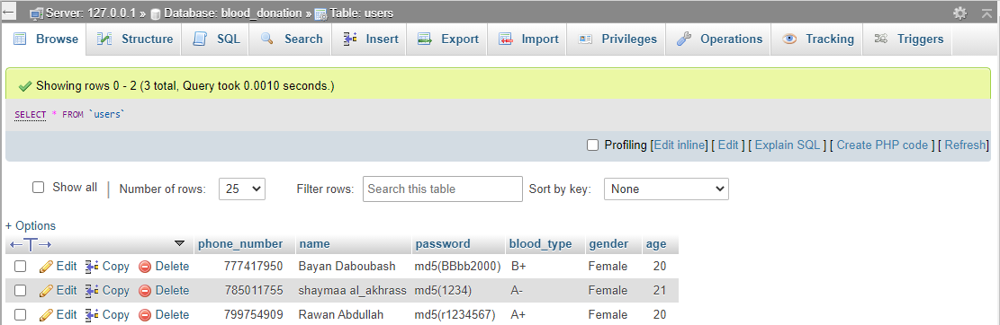 Server: 127.0.0.1 » Database: blood_donation » Table: users
Browse Structure SQL Search Insert Export Import Privileges Operations Tracking Triggers
Showing rows 0 - 2 (3 total, Query took 0.0010 seconds.)
SELECT * FROM `users`
Profiling [Edit inline] [ Edit ] [ Explain SQL ] [ Create PHP code ] [ Refresh]
Show all | Number of rows: 25 Filter rows: Search this table Sort by key: None
+ Options
←T→ phone_number name password blood_type gender age
Edit Copy Delete 777417950 Bayan Daboubash md5(BBbb2000) B+ Female 20
Edit Copy Delete 785011755 shaymaa al_akhrass md5(1234) A- Female 21
Edit Copy Delete 799754909 Rawan Abdullah md5(r1234567) A+ Female 20